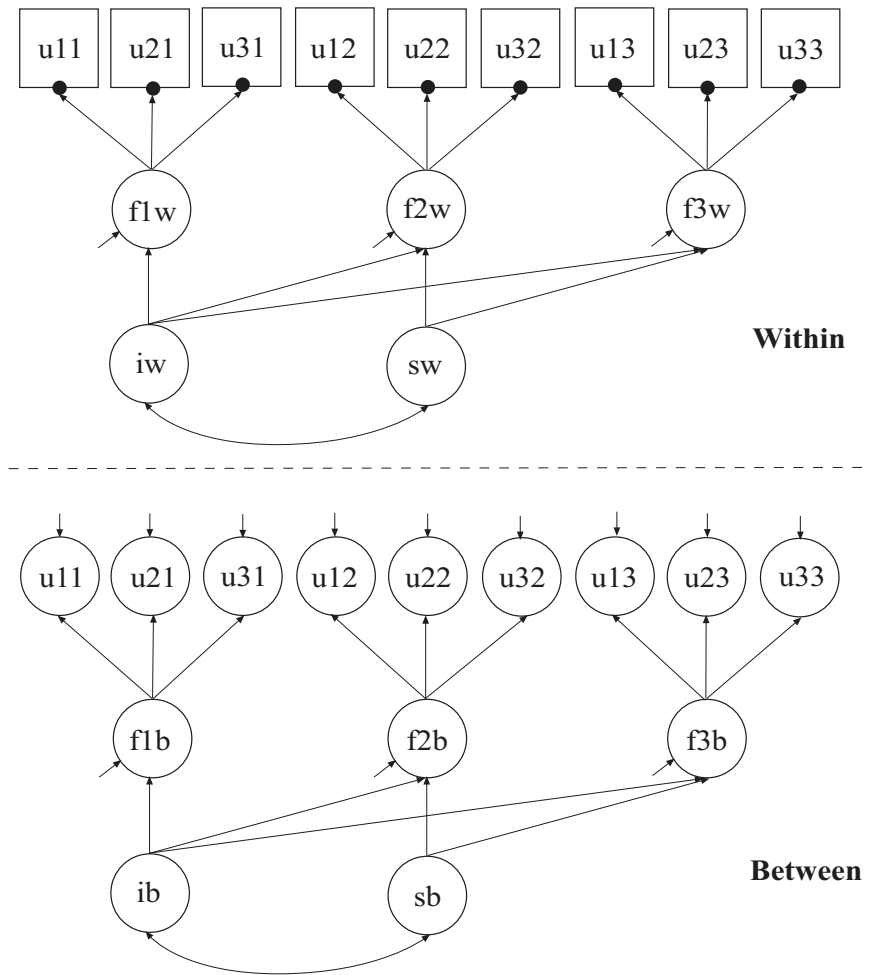 u11 u21 u31 u12 u22 u32 u13 u23 u33
f1w f2w f3w
iw sw
Within
u11 u21 u31 u12 u22 u32 u13 u23 u33
f1b f2b f3b
ib sb
Between